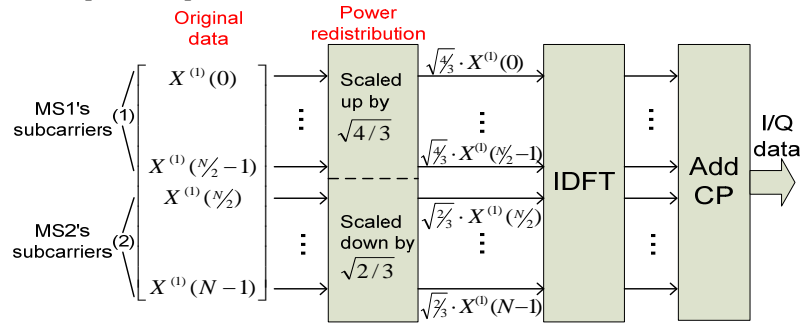 Original
data
Power
redistribution
MS1's
subcarriers
(1)
X⁽¹⁾(0)
⋮
X⁽¹⁾(N/2 −1)
MS2's
subcarriers
(2)
X⁽¹⁾(N/2)
⋮
X⁽¹⁾(N−1)
Scaled
up by
√4/3
Scaled
down by
√2/3
√4/3 · X⁽¹⁾(0)
⋮
√4/3 · X⁽¹⁾(N/2−1)
√2/3 · X⁽¹⁾(N/2)
⋮
√2/3 · X⁽¹⁾(N−1)
IDFT
Add
CP
I/Q
data